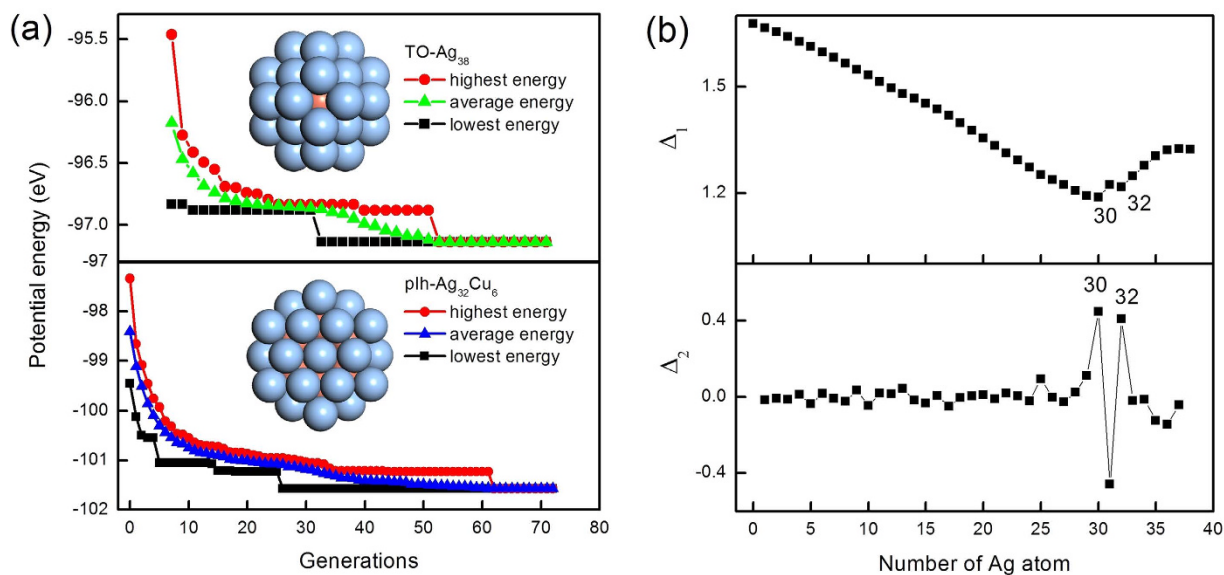 (a)
Potential energy (eV)
-95.5
-96.0
-96.5
-97.0
-97
TO-Ag38
highest energy
average energy
lowest energy
-98
-99
-100
-101
-102
pIh-Ag32Cu6
highest energy
average energy
lowest energy
0 10 20 30 40 50 60 70 80
Generations
(b)
Δ1
1.5
1.2
30
32
Δ2
0.4
0.0
-0.4
30
32
0 5 10 15 20 25 30 35 40
Number of Ag atom